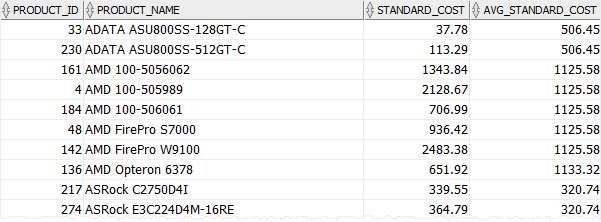 PRODUCT_ID PRODUCT_NAME STANDARD_COST AVG_STANDARD_COST
33 ADATA ASU800SS-128GT-C 37.78 506.45
230 ADATA ASU800SS-512GT-C 113.29 506.45
161 AMD 100-5056062 1343.84 1125.58
4 AMD 100-505989 2128.67 1125.58
184 AMD 100-506061 706.99 1125.58
48 AMD FirePro S7000 936.42 1125.58
142 AMD FirePro W9100 2483.38 1125.58
136 AMD Opteron 6378 651.92 1133.32
217 ASRock C2750D4I 339.55 320.74
274 ASRock E3C224D4M-16RE 364.79 320.74